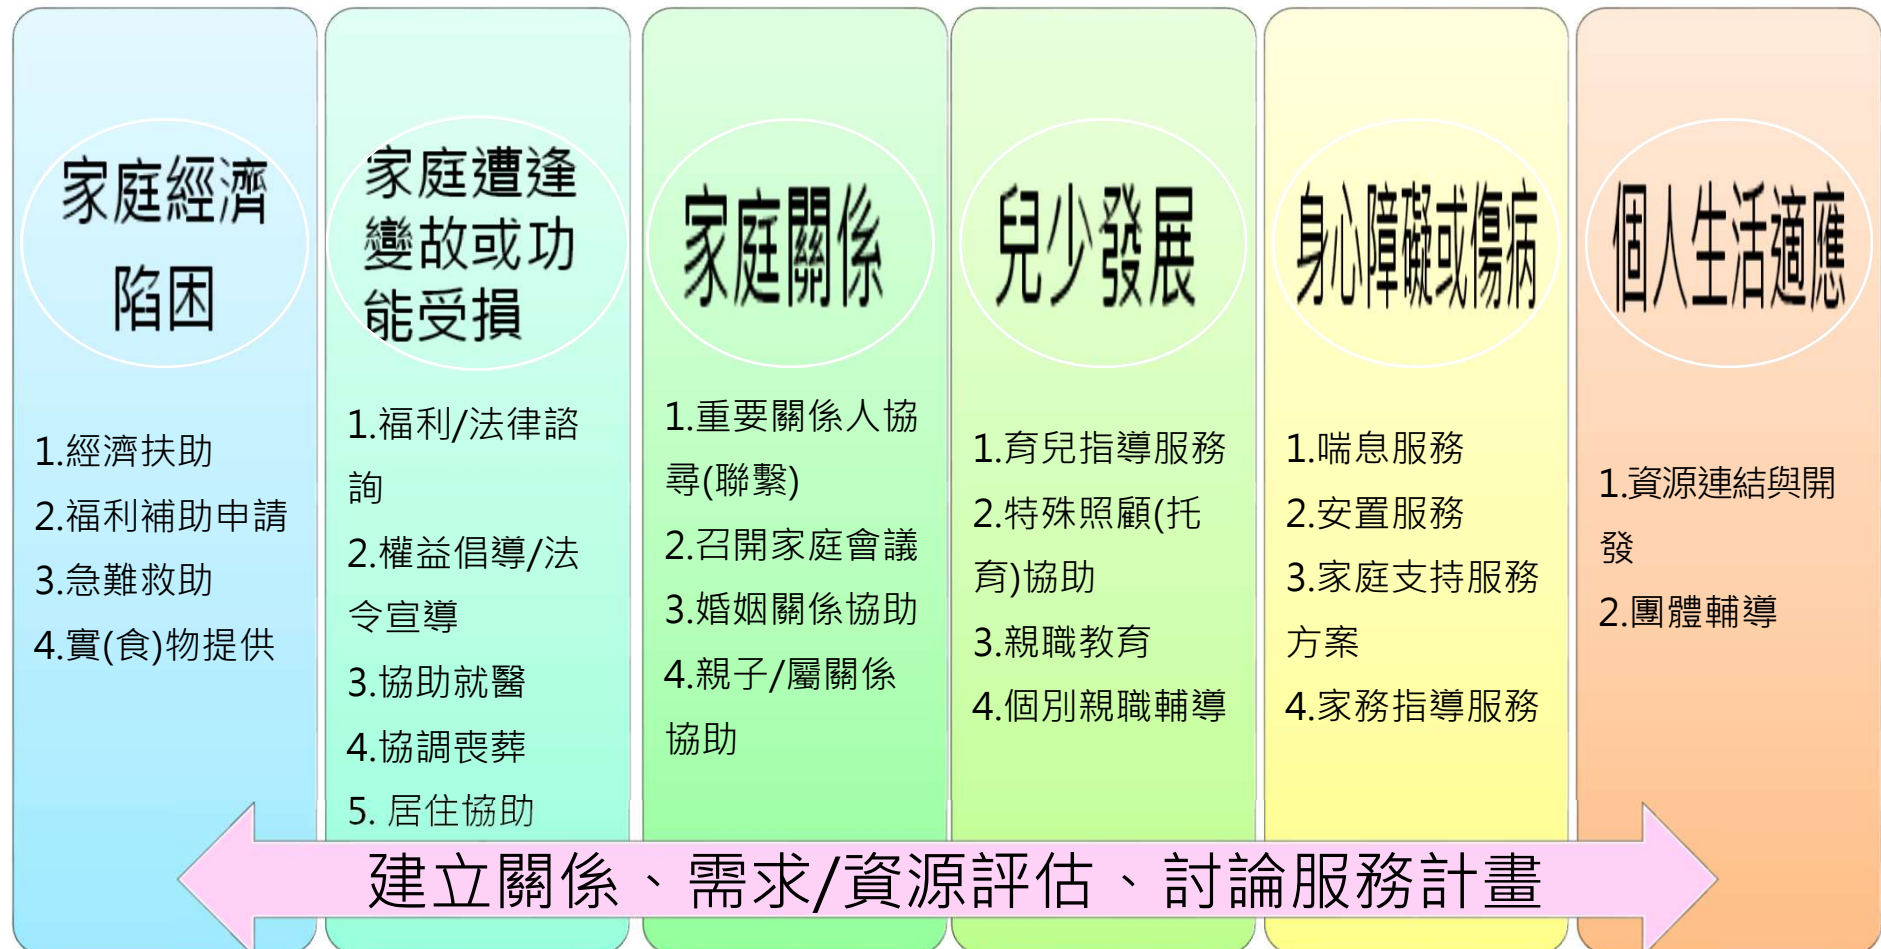 家庭經濟
陷困
1.經濟扶助
2.福利補助申請
3.急難救助
4.實(食)物提供
家庭遭逢
變故或功
能受損
1.福利/法律諮
詢
2.權益倡導/法
令宣導
3.協助就醫
4.協調喪葬
5. 居住協助
家庭關係
1.重要關係人協
尋(聯繫)
2.召開家庭會議
3.婚姻關係協助
4.親子/屬關係
協助
兒少發展
1.育兒指導服務
2.特殊照顧(托
育)協助
3.親職教育
4.個別親職輔導
身心障礙或傷病
1.喘息服務
2.安置服務
3.家庭支持服務
方案
4.家務指導服務
個人生活適應
1.資源連結與開
發
2.團體輔導
建立關係、需求/資源評估、討論服務計畫